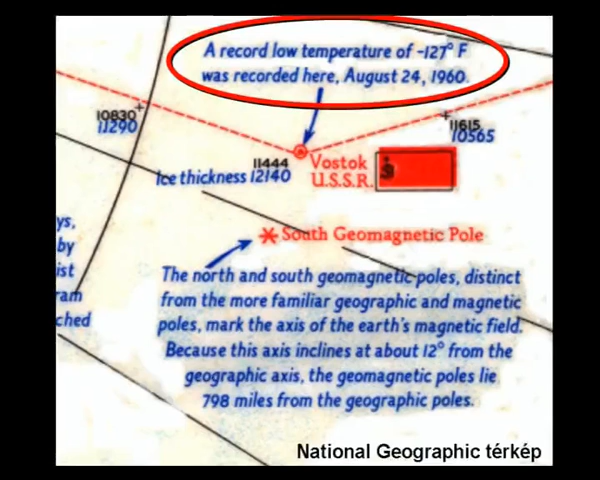 A record low temperature of -127° F
was recorded here, August 24, 1960.
10830
11290
11615
10565
11444
Ice thickness 12140
Vostok
U.S.S.R.
South Geomagnetic Pole
ys,
by
ist
ram
ched
The north and south geomagnetic poles, distinct
from the more familiar geographic and magnetic
poles, mark the axis of the earth's magnetic field.
Because this axis inclines at about 12° from the
geographic axis, the geomagnetic poles lie
798 miles from the geographic poles.
National Geographic térkép